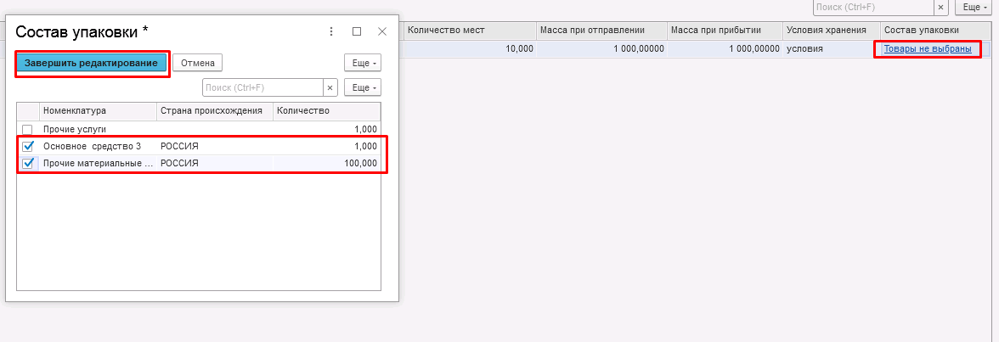 Поиск (Ctrl+F) × Еще
Состав упаковки *
Количество мест Масса при отправлении Масса при прибытии Условия хранения Состав упаковки
10,000 1 000,00000 1 000,00000 условия Товары не выбраны
Завершить редактирование Отмена Еще
Поиск (Ctrl+F) × Еще
Номенклатура Страна происхождения Количество
Прочие услуги 1,000
Основное средство 3 РОССИЯ 1,000
Прочие материальные ... РОССИЯ 100,000